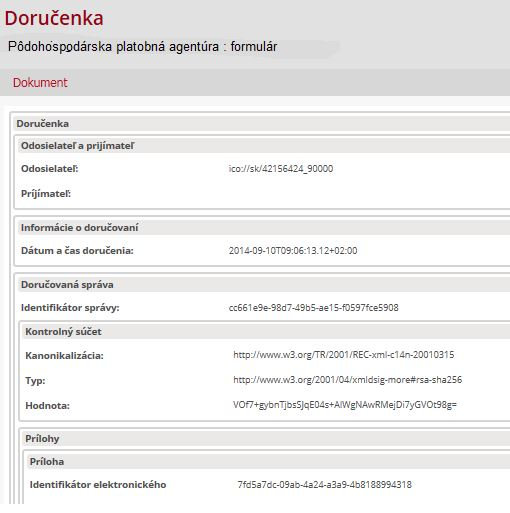 Doručenka
Pôdohospodárska platobná agentúra : formulár
Dokument
Doručenka
Odosielateľ a prijímateľ
Odosielateľ: ico://sk/42156424_90000
Príjímateľ:
Informácie o doručovaní
Dátum a čas doručenia: 2014-09-10T09:06:13.12+02:00
Doručovaná správa
Identifikátor správy: cc661e9e-98d7-49b5-ae15-f0597fce5908
Kontrolný súčet
Kanonikalizácia: http://www.w3.org/TR/2001/REC-xml-c14n-20010315
Typ: http://www.w3.org/2001/04/xmldsig-more#rsa-sha256
Hodnota: VOf7+gybnTjbsSJqE04s+AlWgNAwRMejDi7yGVOt98g=
Prílohy
Príloha
Identifikátor elektronického 7fd5a7dc-09ab-4a24-a3a9-4b8188994318